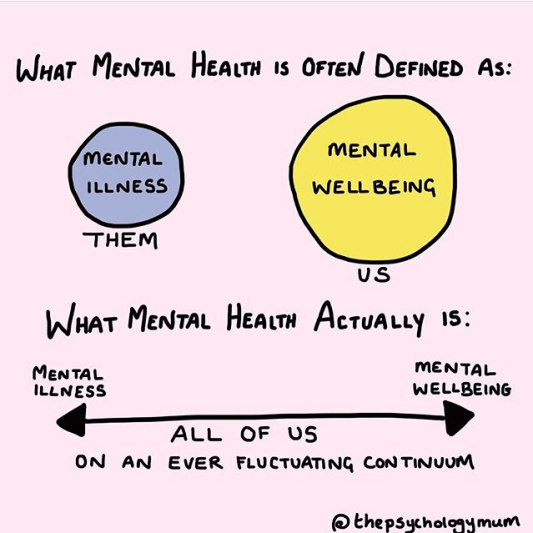 WHAT MENTAL HEALTH IS OFTEN DEFINED AS:
MENTAL
ILLNESS
THEM
MENTAL
WELLBEING
US
WHAT MENTAL HEALTH ACTUALLY IS:
MENTAL
ILLNESS
MENTAL
WELLBEING
ALL OF US
ON AN EVER FLUCTUATING CONTINUUM
@thepsychologymum